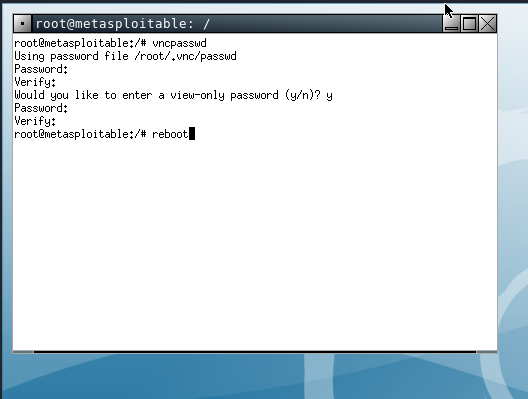 root@metasploitable: /
root@metasploitable:/# vncpasswd
Using password file /root/.vnc/passwd
Password:
Verify:
Would you like to enter a view-only password (y/n)? y
Password:
Verify:
root@metasploitable:/# reboot